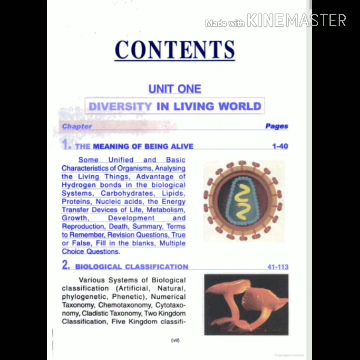 Made with KINEMASTER
CONTENTS
UNIT ONE
DIVERSITY IN LIVING WORLD
Chapter Pages
1. THE MEANING OF BEING ALIVE 1-40
Some Unified and Basic
Characteristics of Organisms, Analysing
the Living Things, Advantage of
Hydrogen bonds in the biological
Systems, Carbohydrates, Lipids,
Proteins, Nucleic acids, the Energy
Transfer Devices of Life, Metabolism,
Growth, Development and
Reproduction, Death, Summary, Terms
to Remember, Revision Questions, True
or False, Fill in the blanks, Multiple
Choice Questions.
2. BIOLOGICAL CLASSIFICATION 41-113
Various Systems of Biological
classification (Artificial, Natural,
phylogenetic, Phenetic), Numerical
Taxonomy, Chemotaxonomy, Cytotaxo-
nomy, Cladistic Taxonomy, Two Kingdom
Classification, Five Kingdom classifi-
(vii)